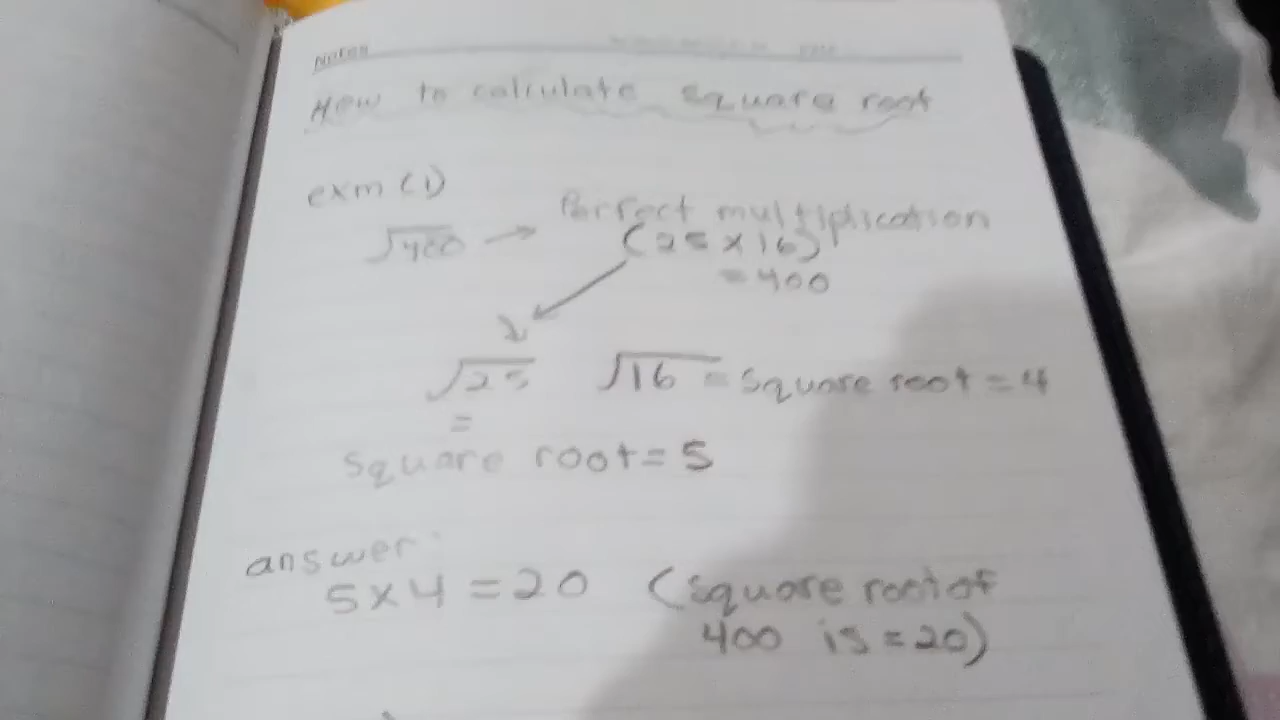 Notes
How to calculate square root
exm (1)
√400 → Perfect multiplication
(25 x 16)
= 400
√25 √16 = square root = 4
=
square root = 5
answer:
5 x 4 = 20 (square root of
400 is = 20)